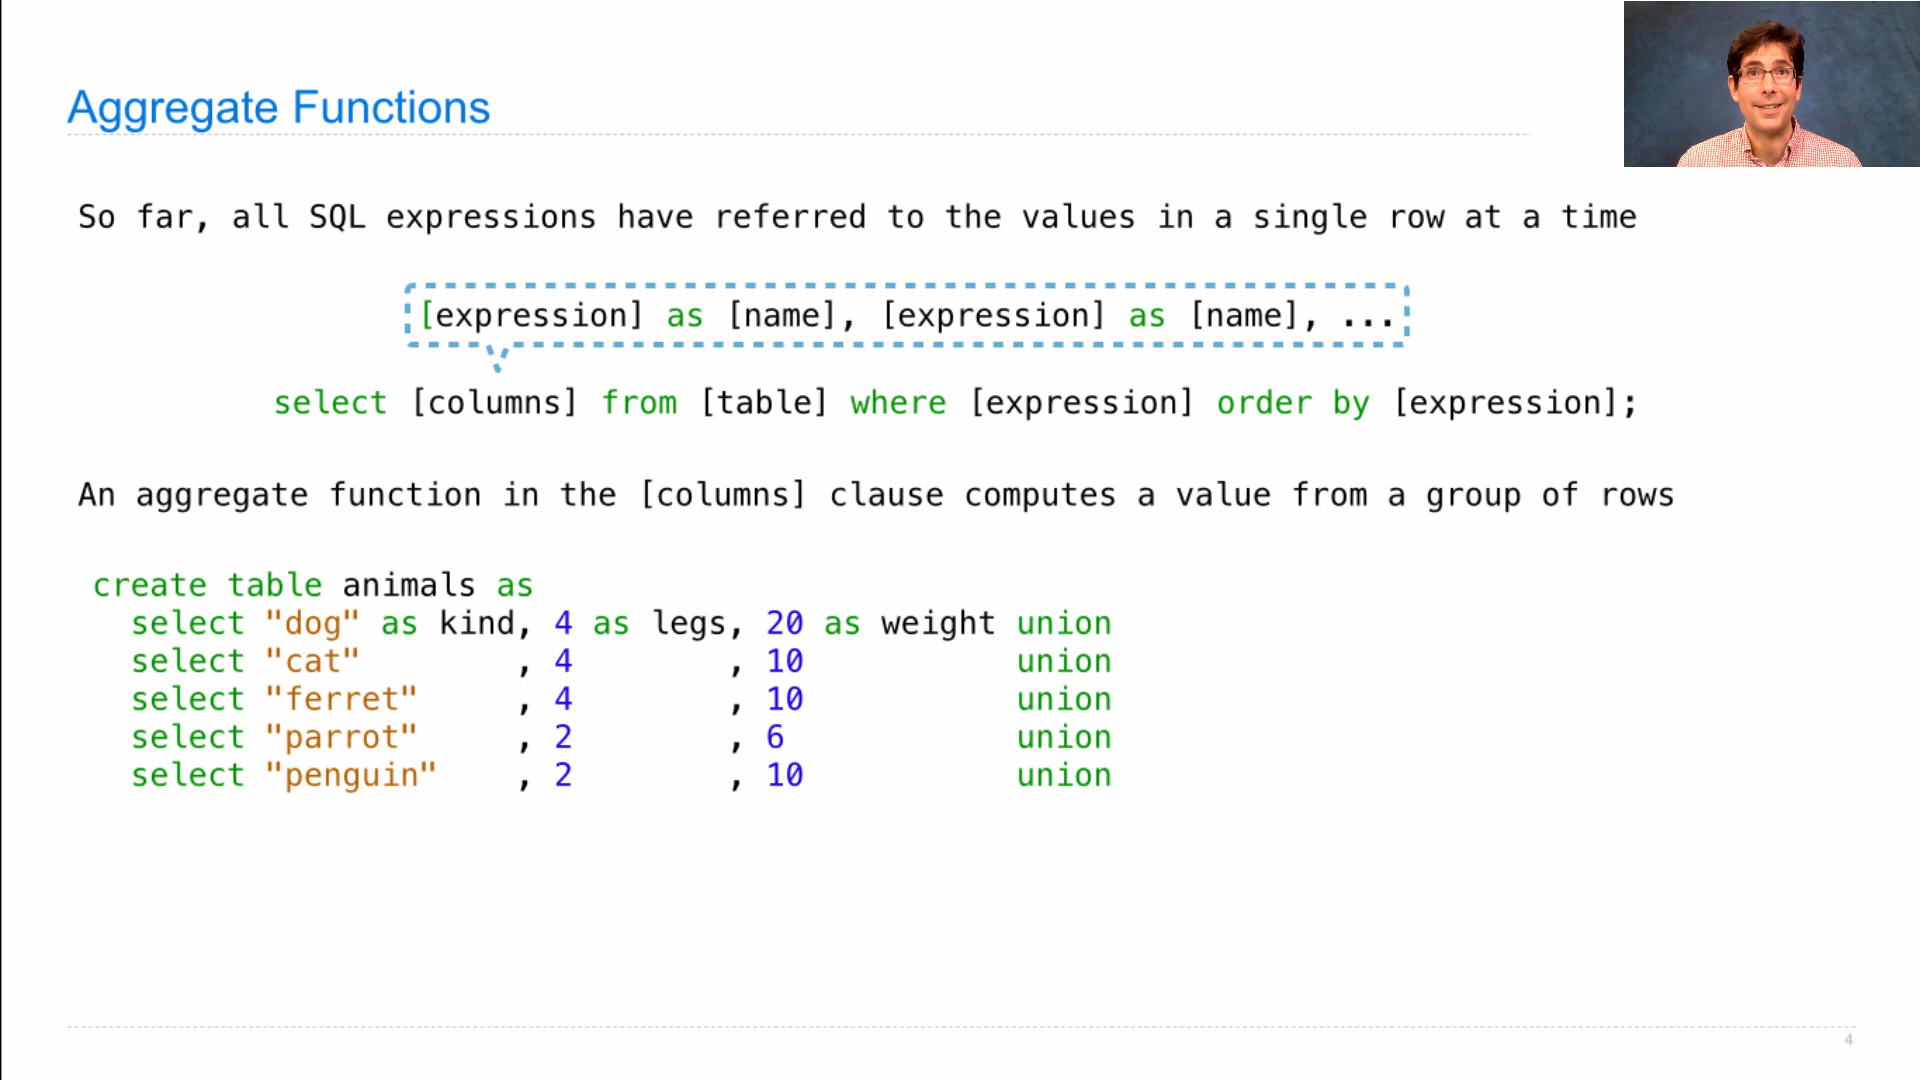 Aggregate Functions
So far, all SQL expressions have referred to the values in a single row at a time
[expression] as [name], [expression] as [name], ...
select [columns] from [table] where [expression] order by [expression];
An aggregate function in the [columns] clause computes a value from a group of rows
create table animals as
select "dog" as kind, 4 as legs, 20 as weight union
select "cat" , 4 , 10 union
select "ferret" , 4 , 10 union
select "parrot" , 2 , 6 union
select "penguin" , 2 , 10 union
4